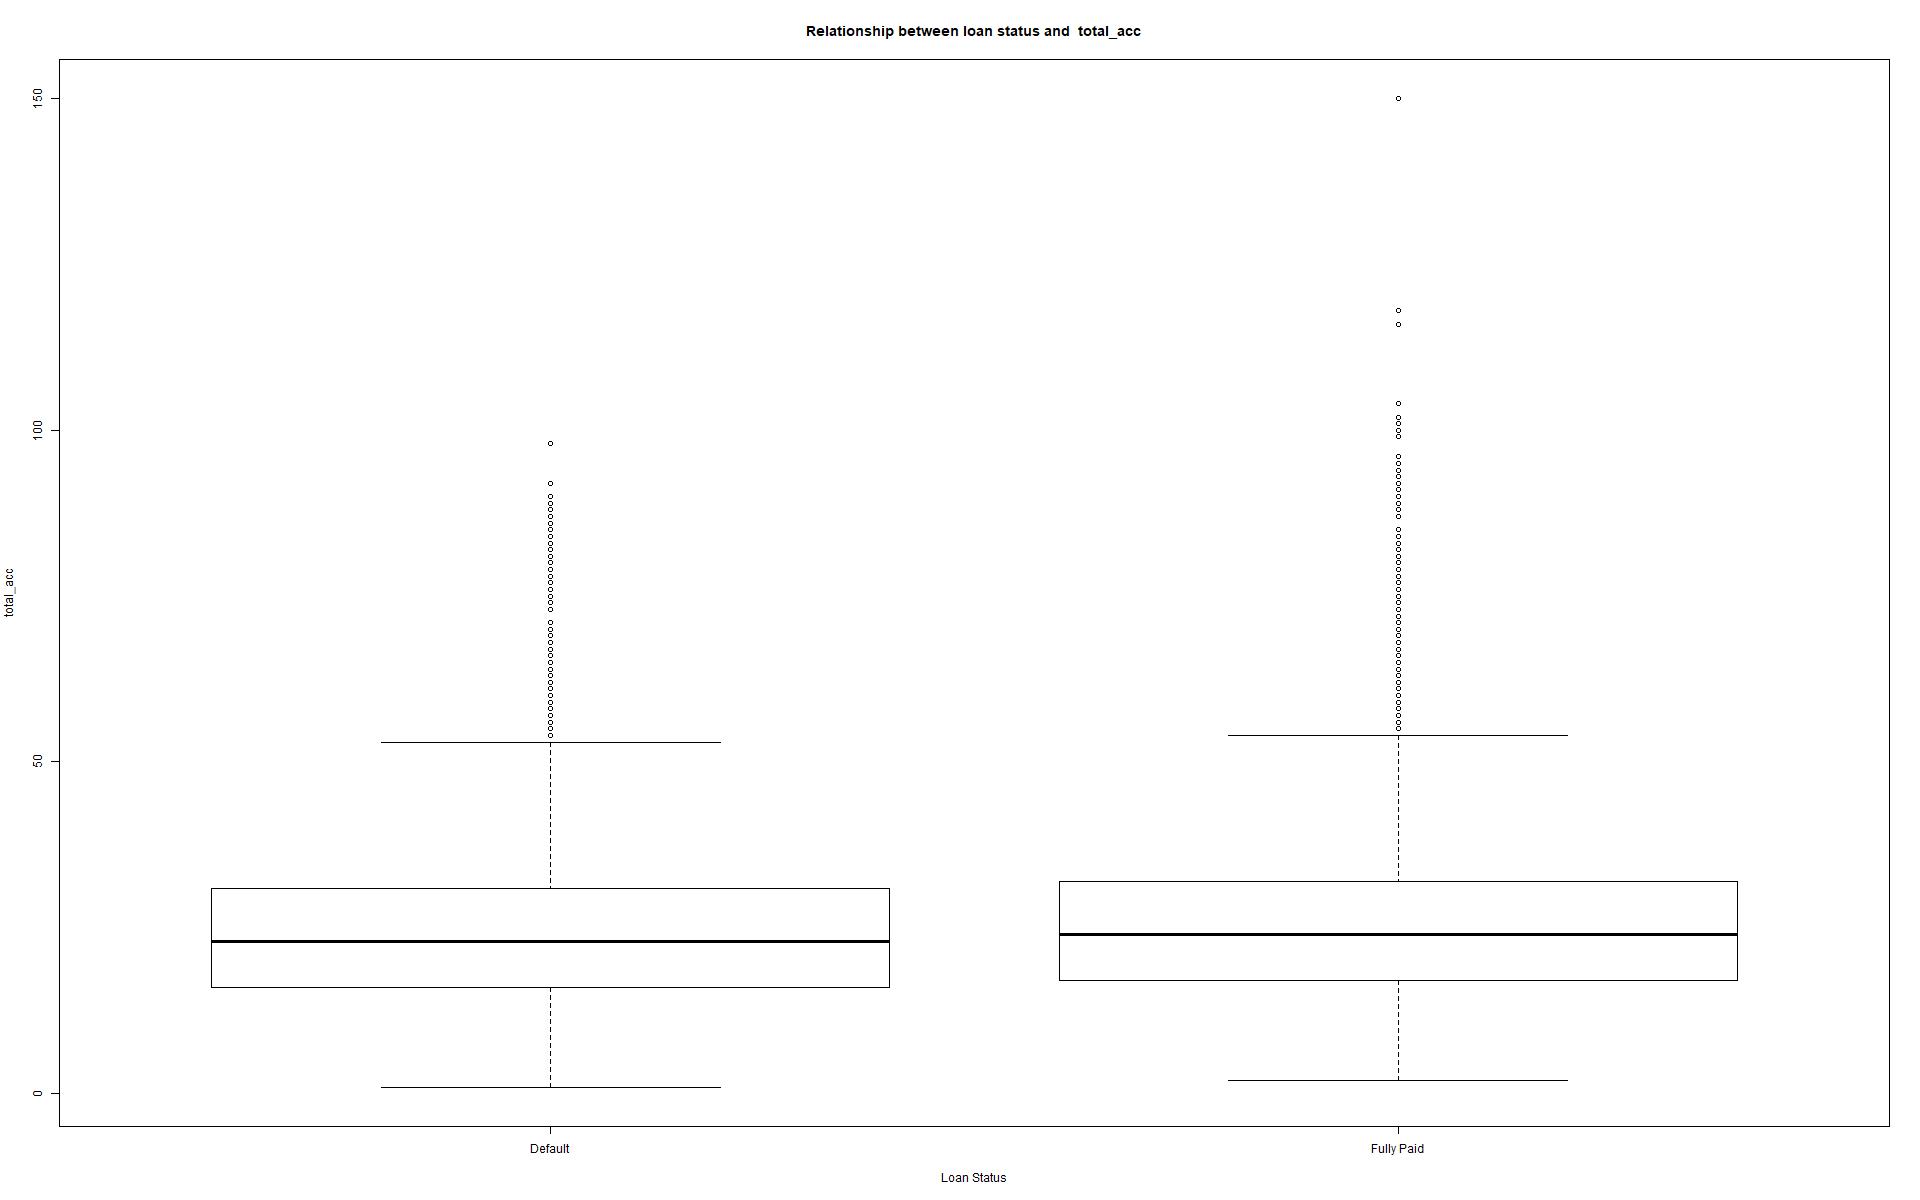 Relationship between loan status and  total_acc
150
100
50
0
total_acc
Default
Fully Paid
Loan Status